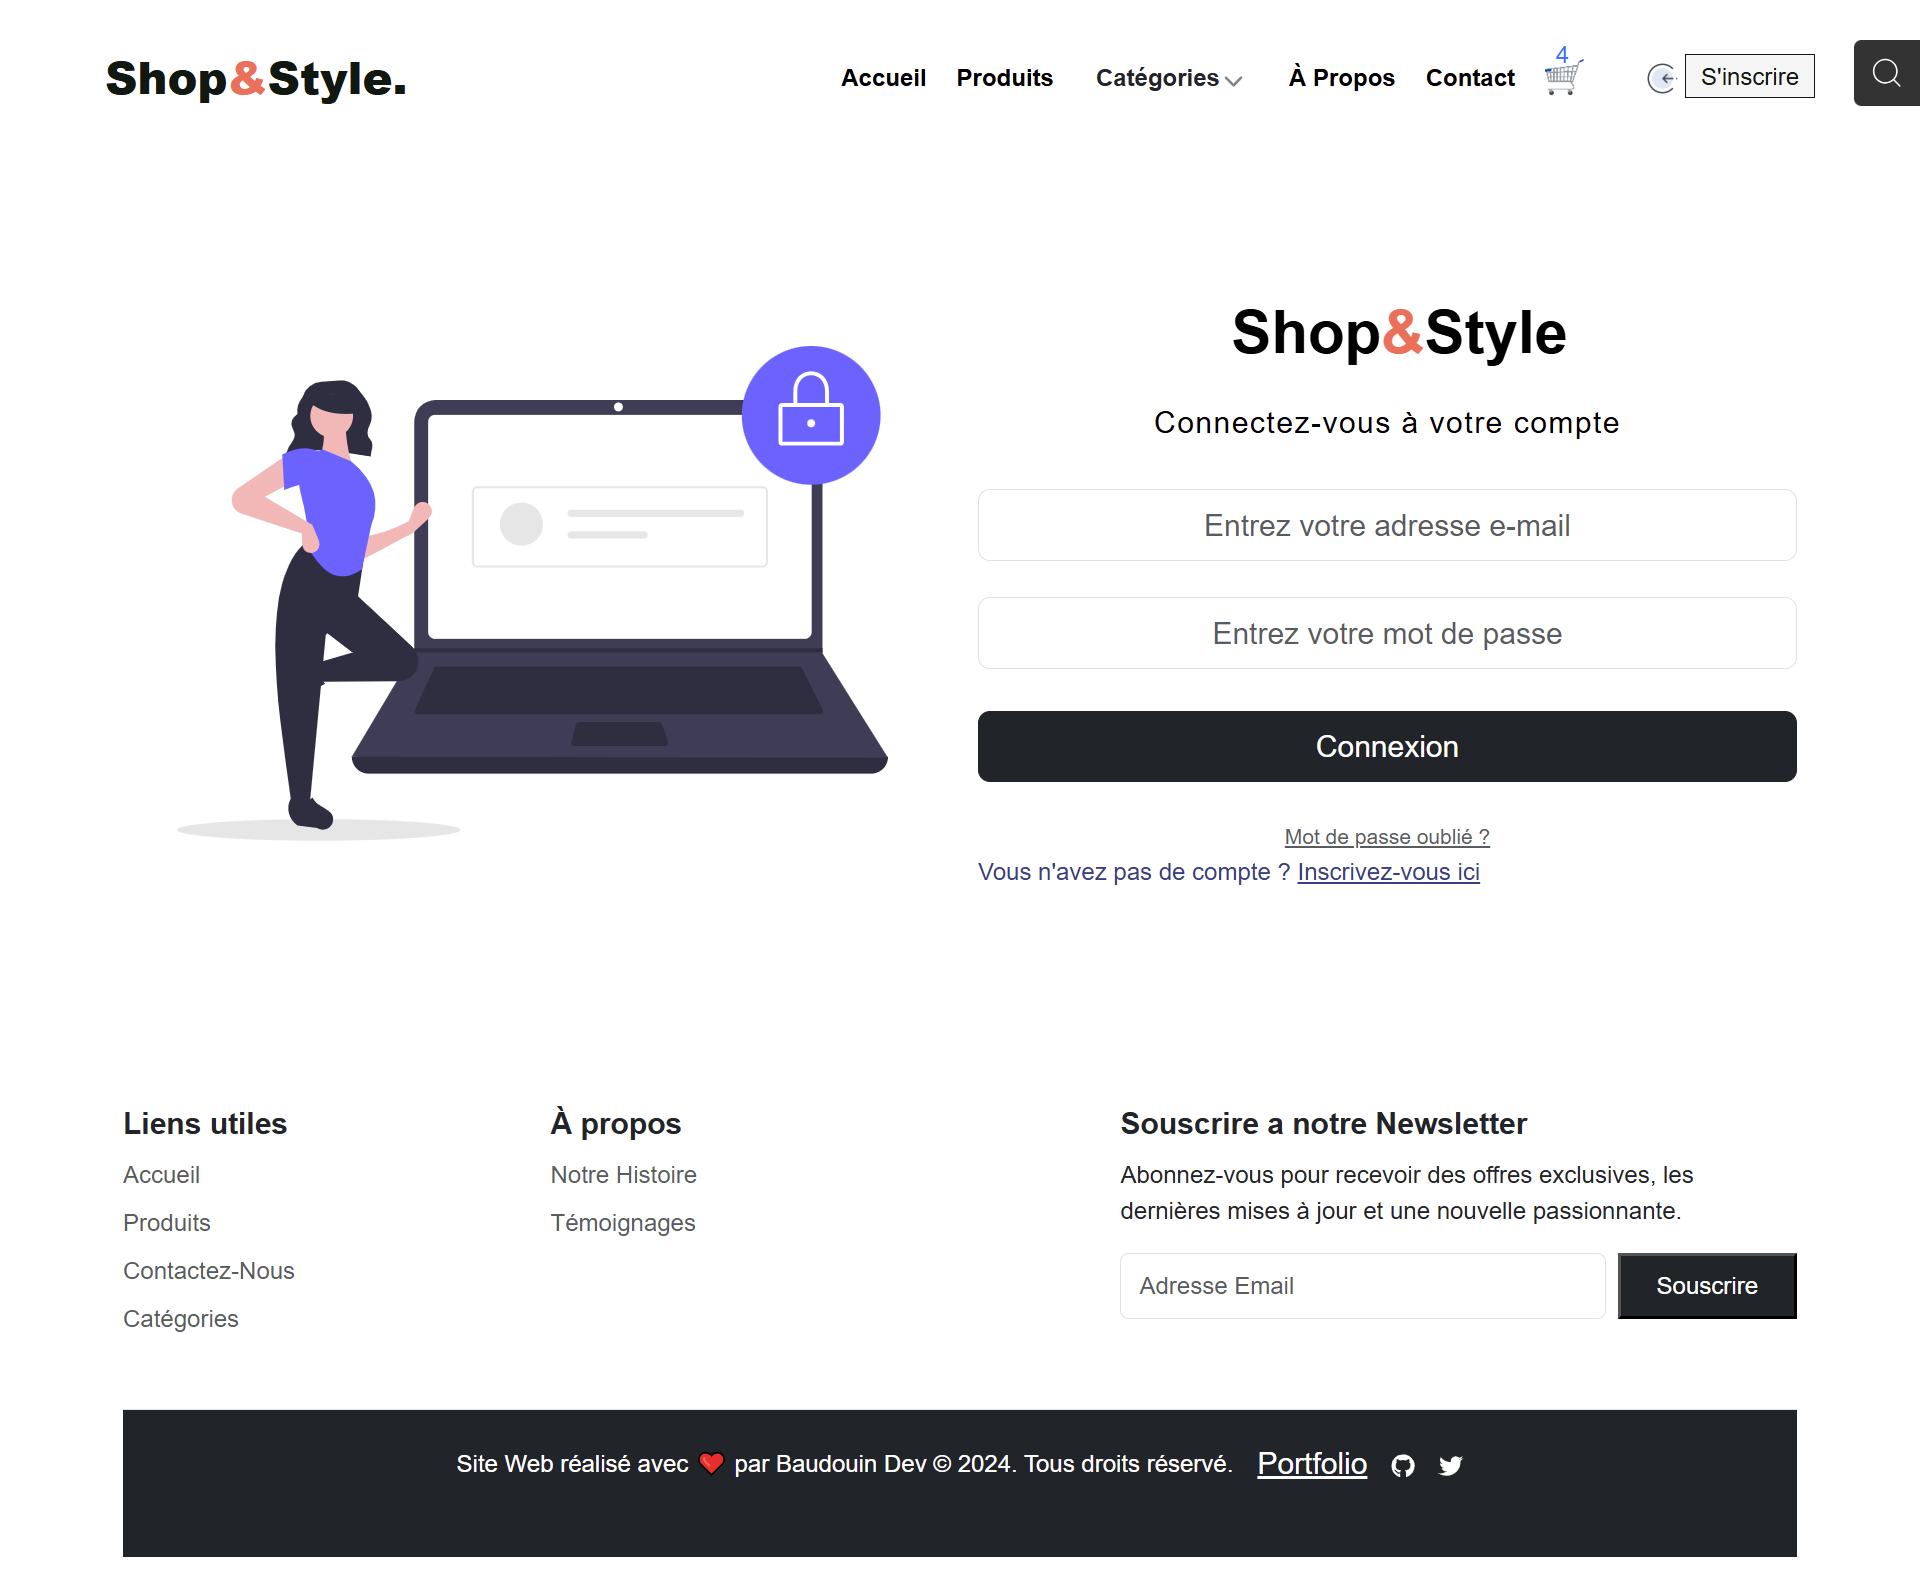 Shop&Style.
Accueil Produits Catégories À Propos Contact 4 S'inscrire
Shop&Style
Connectez-vous à votre compte
Entrez votre adresse e-mail
Entrez votre mot de passe
Connexion
Mot de passe oublié ?
Vous n'avez pas de compte ? Inscrivez-vous ici
Liens utiles
Accueil
Produits
Contactez-Nous
Catégories
À propos
Notre Histoire
Témoignages
Souscrire a notre Newsletter
Abonnez-vous pour recevoir des offres exclusives, les
dernières mises à jour et une nouvelle passionnante.
Adresse Email
Souscrire
Site Web réalisé avec ❤️ par Baudouin Dev © 2024. Tous droits réservé. Portfolio